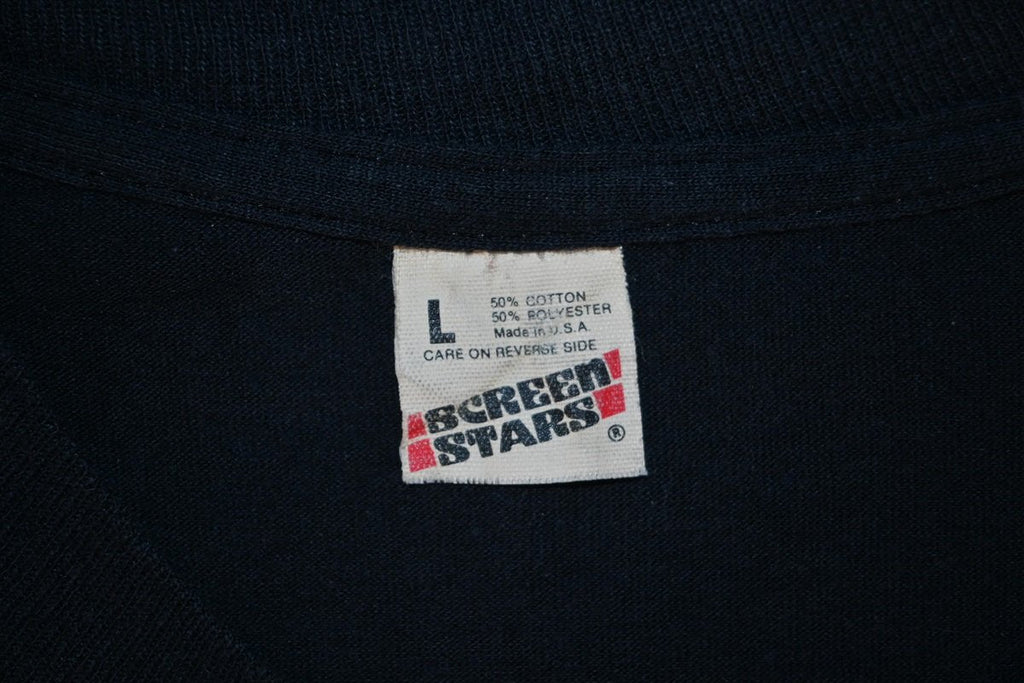 L
50% COTTON
50% POLYESTER
Made in U.S.A.
CARE ON REVERSE SIDE
SCREEN
STARS
®